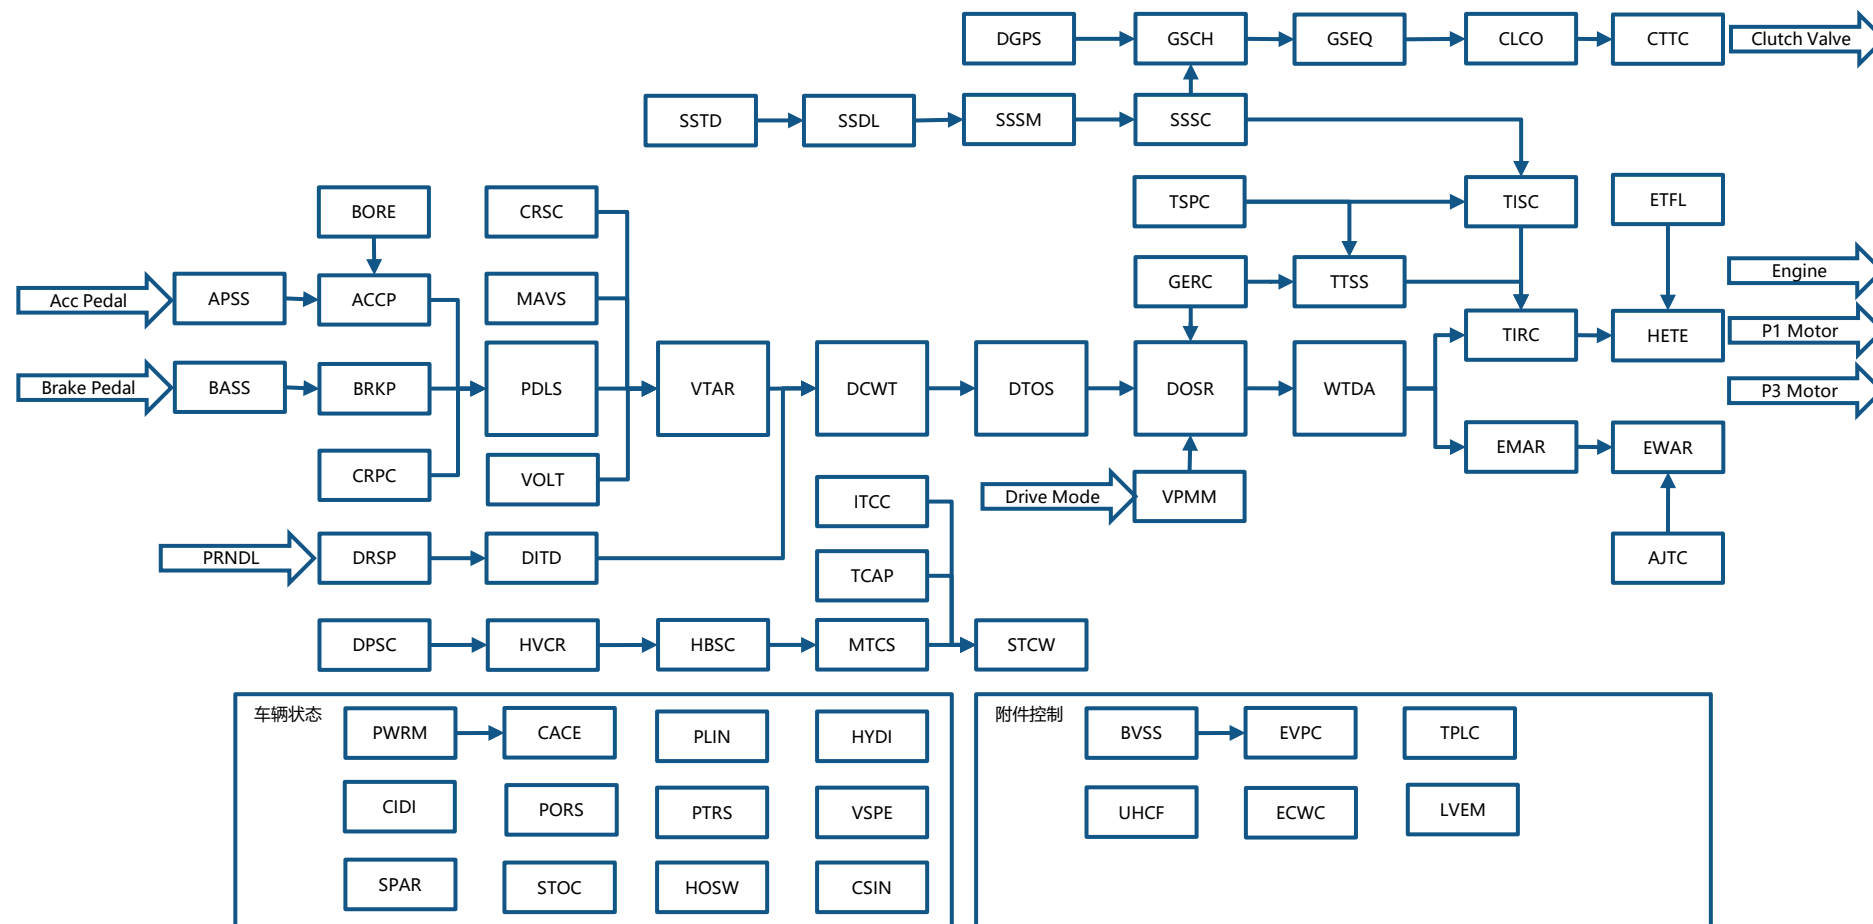 DGPS
GSCH
GSEQ
CLCO
CTTC
Clutch Valve
SSTD
SSDL
SSSM
SSSC
BORE
CRSC
TSPC
TISC
ETFL
Acc Pedal
APSS
ACCP
MAVS
GERC
TTSS
Engine
TIRC
HETE
P1 Motor
Brake Pedal
BASS
BRKP
PDLS
VTAR
DCWT
DTOS
DOSR
WTDA
P3 Motor
CRPC
VOLT
EMAR
EWAR
ITCC
Drive Mode
VPMM
PRNDL
DRSP
DITD
TCAP
AJTC
DPSC
HVCR
HBSC
MTCS
STCW
车辆状态
PWRM
CACE
PLIN
HYDI
CIDI
PORS
PTRS
VSPE
SPAR
STOC
HOSW
CSIN
附件控制
BVSS
EVPC
TPLC
UHCF
ECWC
LVEM